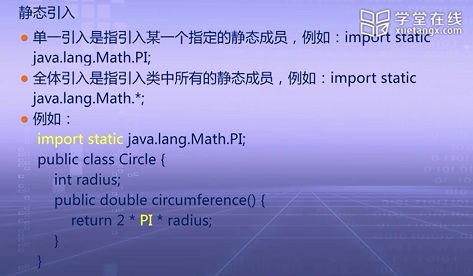 静态引入
学堂在线
xuetangx.com
单一引入是指引入某一个指定的静态成员，例如：import static
java.lang.Math.PI;
全体引入是指引入类中所有的静态成员，例如：import static
java.lang.Math.*;
例如：
import static java.lang.Math.PI;
public class Circle {
int radius;
public double circumference() {
return 2 * PI * radius;
}
}